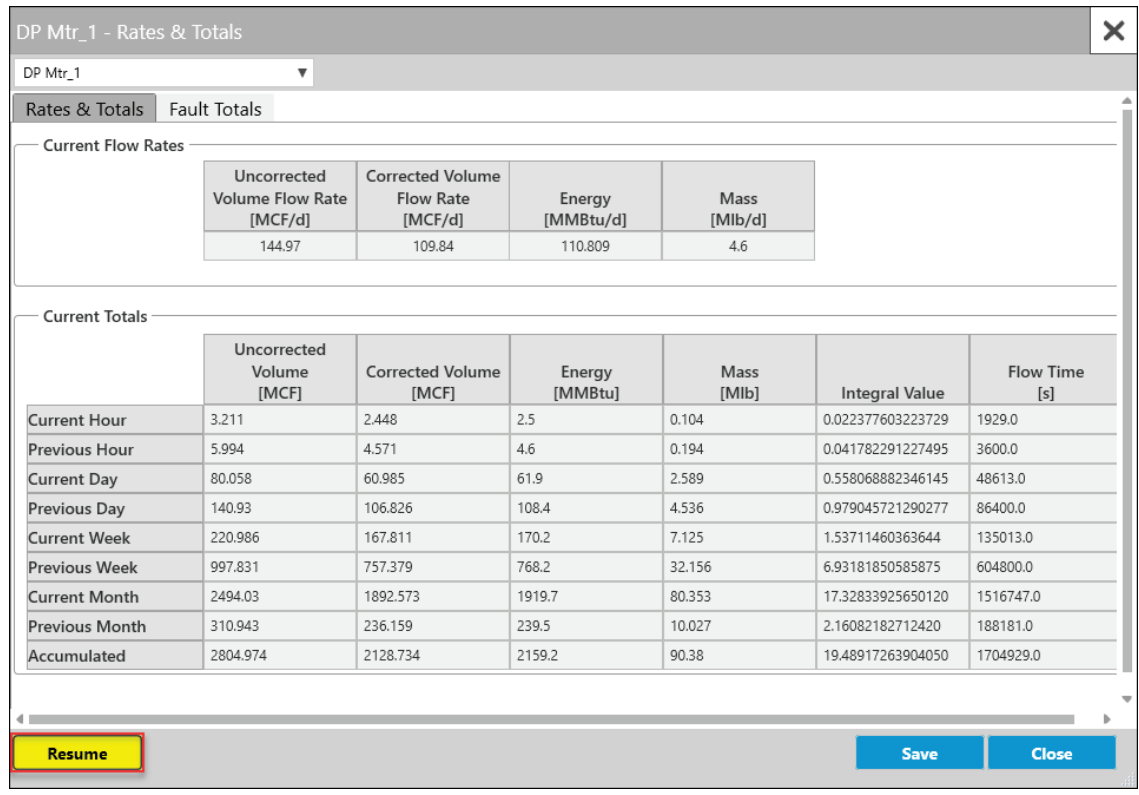 DP Mtr_1 - Rates & Totals
DP Mtr_1
Rates & Totals Fault Totals
Current Flow Rates
Uncorrected Volume Flow Rate [MCF/d] Corrected Volume Flow Rate [MCF/d] Energy [MMBtu/d] Mass [Mlb/d]
144.97 109.84 110.809 4.6
Current Totals
Uncorrected Volume [MCF] Corrected Volume [MCF] Energy [MMBtu] Mass [Mlb] Integral Value Flow Time [s]
Current Hour 3.211 2.448 2.5 0.104 0.022377603223729 1929.0
Previous Hour 5.994 4.571 4.6 0.194 0.041782291227495 3600.0
Current Day 80.058 60.985 61.9 2.589 0.558068882346145 48613.0
Previous Day 140.93 106.826 108.4 4.536 0.979045721290277 86400.0
Current Week 220.986 167.811 170.2 7.125 1.53711460363644 135013.0
Previous Week 997.831 757.379 768.2 32.156 6.93181850585875 604800.0
Current Month 2494.03 1892.573 1919.7 80.353 17.32833925650120 1516747.0
Previous Month 310.943 236.159 239.5 10.027 2.16082182712420 188181.0
Accumulated 2804.974 2128.734 2159.2 90.38 19.48917263904050 1704929.0
Resume Save Close